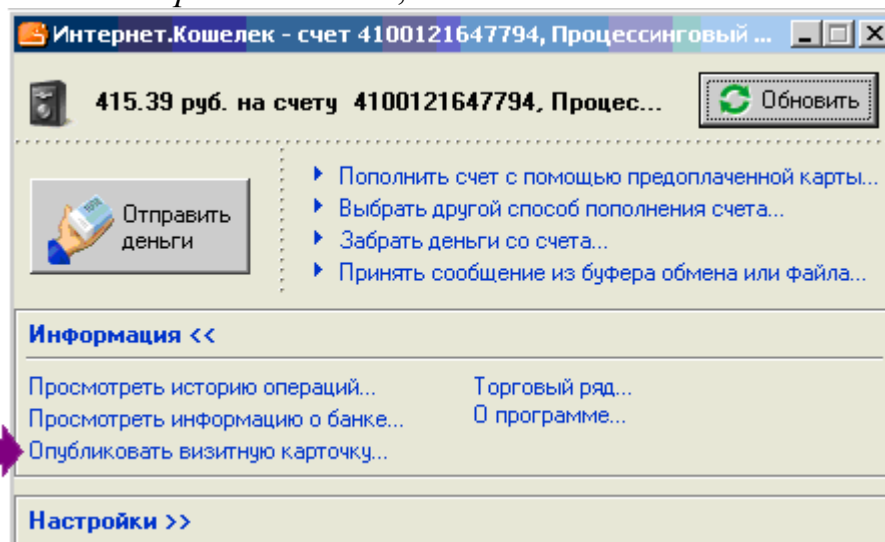 Интернет.Кошелек - счет 4100121647794, Процессинговый ...
415.39 руб. на счету 4100121647794, Процес...
Обновить
Отправить
деньги
Пополнить счет с помощью предоплаченной карты...
Выбрать другой способ пополнения счета...
Забрать деньги со счета...
Принять сообщение из буфера обмена или файла...
Информация <<
Просмотреть историю операций...
Просмотреть информацию о банке...
Опубликовать визитную карточку...
Торговый ряд...
О программе...
Настройки >>